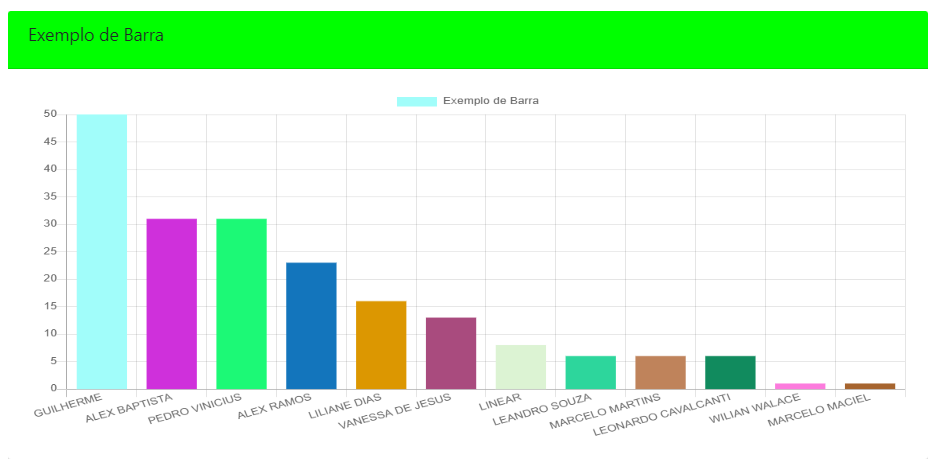 Exemplo de Barra
Exemplo de Barra
50
45
40
35
30
25
20
15
10
5
0
GUILHERME
ALEX BAPTISTA
PEDRO VINICIUS
ALEX RAMOS
LILIANE DIAS
VANESSA DE JESUS
LINEAR
LEANDRO SOUZA
MARCELO MARTINS
LEONARDO CAVALCANTI
WILIAN WALACE
MARCELO MACIEL